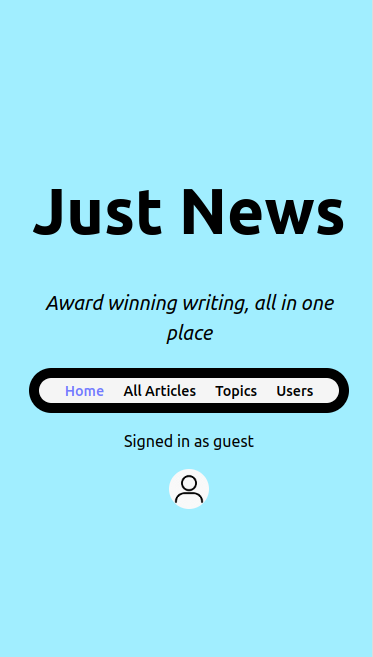 Just News
Award winning writing, all in one
place
Home All Articles Topics Users
Signed in as guest